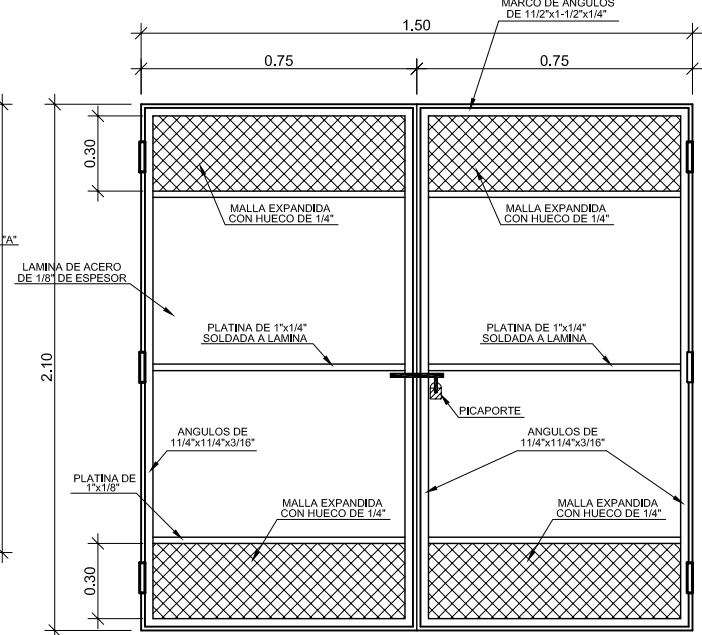 MARCO DE ANGULOS
DE 11/2"x1-1/2"x1/4"
1.50
0.75
0.75
0.30
MALLA EXPANDIDA
CON HUECO DE 1/4"
MALLA EXPANDIDA
CON HUECO DE 1/4"
"A"
LAMINA DE ACERO
DE 1/8" DE ESPESOR
PLATINA DE 1"x1/4"
SOLDADA A LAMINA
PLATINA DE 1"x1/4"
SOLDADA A LAMINA
2.10
PICAPORTE
ANGULOS DE
11/4"x11/4"x3/16"
ANGULOS DE
11/4"x11/4"x3/16"
PLATINA DE
1"x1/8"
MALLA EXPANDIDA
CON HUECO DE 1/4"
MALLA EXPANDIDA
CON HUECO DE 1/4"
0.30